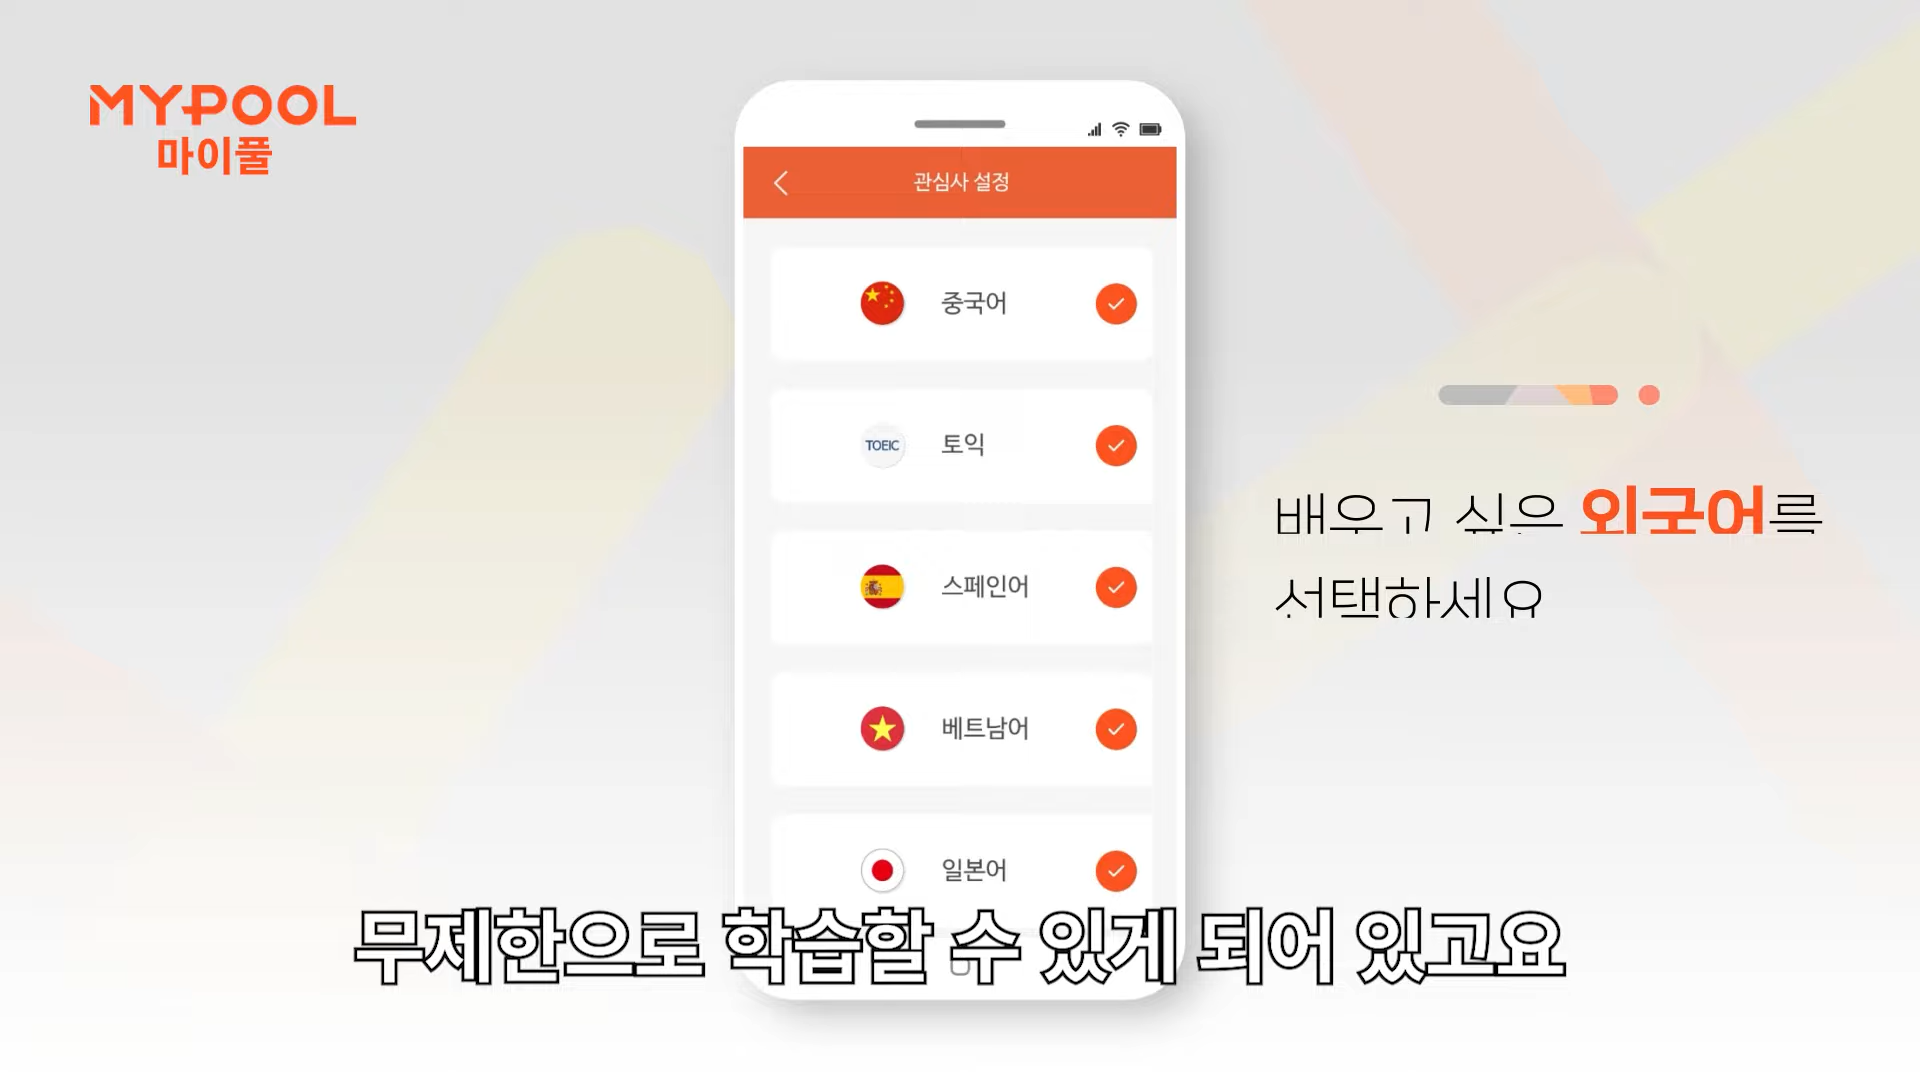 MYPOOL
마이풀
관심사 설정
중국어
TOEIC
토익
스페인어
베트남어
일본어
배우고 싶은 외국어를
선택하세요
무제한으로 학습할 수 있게 되어 있고요